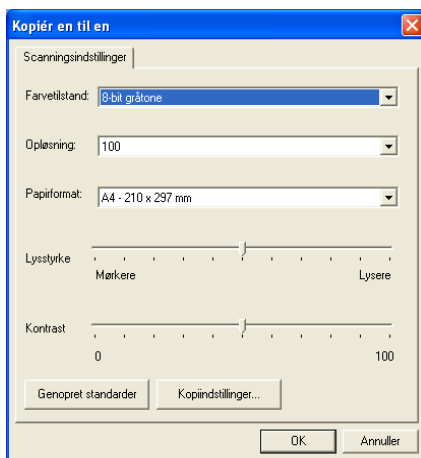 Kopiér en til en
Scanningsindstillinger
Farvetilstand: 8-bit gråtone
Opløsning: 100
Papirformat: A4 - 210 x 297 mm
Lysstyrke
Mørkere Lysere
Kontrast
0 100
Genopret standarder Kopiindstillinger...
OK Annuller